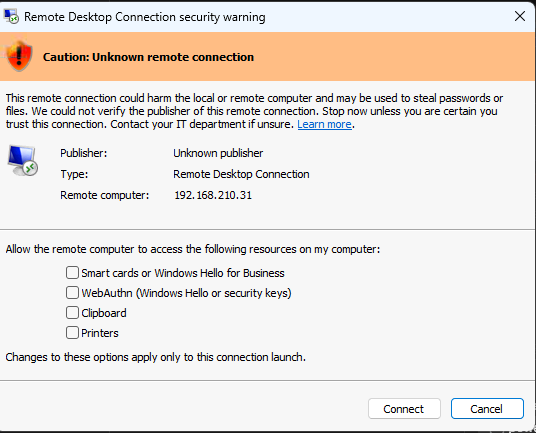 Remote Desktop Connection security warning
Caution: Unknown remote connection
This remote connection could harm the local or remote computer and may be used to steal passwords or
files. We could not verify the publisher of this remote connection. Stop now unless you are certain you
trust this connection. Contact your IT department if unsure. Learn more.
Publisher: Unknown publisher
Type: Remote Desktop Connection
Remote computer: 192.168.210.31
Allow the remote computer to access the following resources on my computer:
Smart cards or Windows Hello for Business
WebAuthn (Windows Hello or security keys)
Clipboard
Printers
Changes to these options apply only to this connection launch.
Connect Cancel